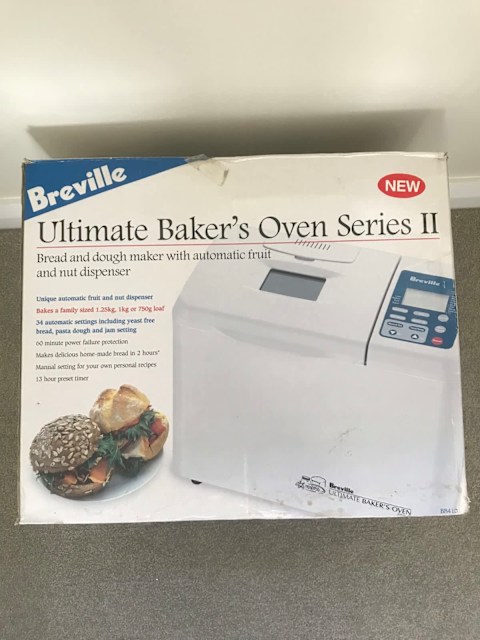 Breville
NEW
Ultimate Baker's Oven Series II
Bread and dough maker with automatic fruit
and nut dispenser
Unique automatic fruit and nut dispenser
Bakes a family sized 1.25kg, 1kg or 750g loaf
34 automatic settings including yeast free
bread, pasta dough and jam setting
60 minute power failure protection
Makes delicious home-made bread in 2 hours*
Manual setting for your own personal recipes
13 hour preset timer
Breville
Breville
ULTIMATE BAKER'S OVEN